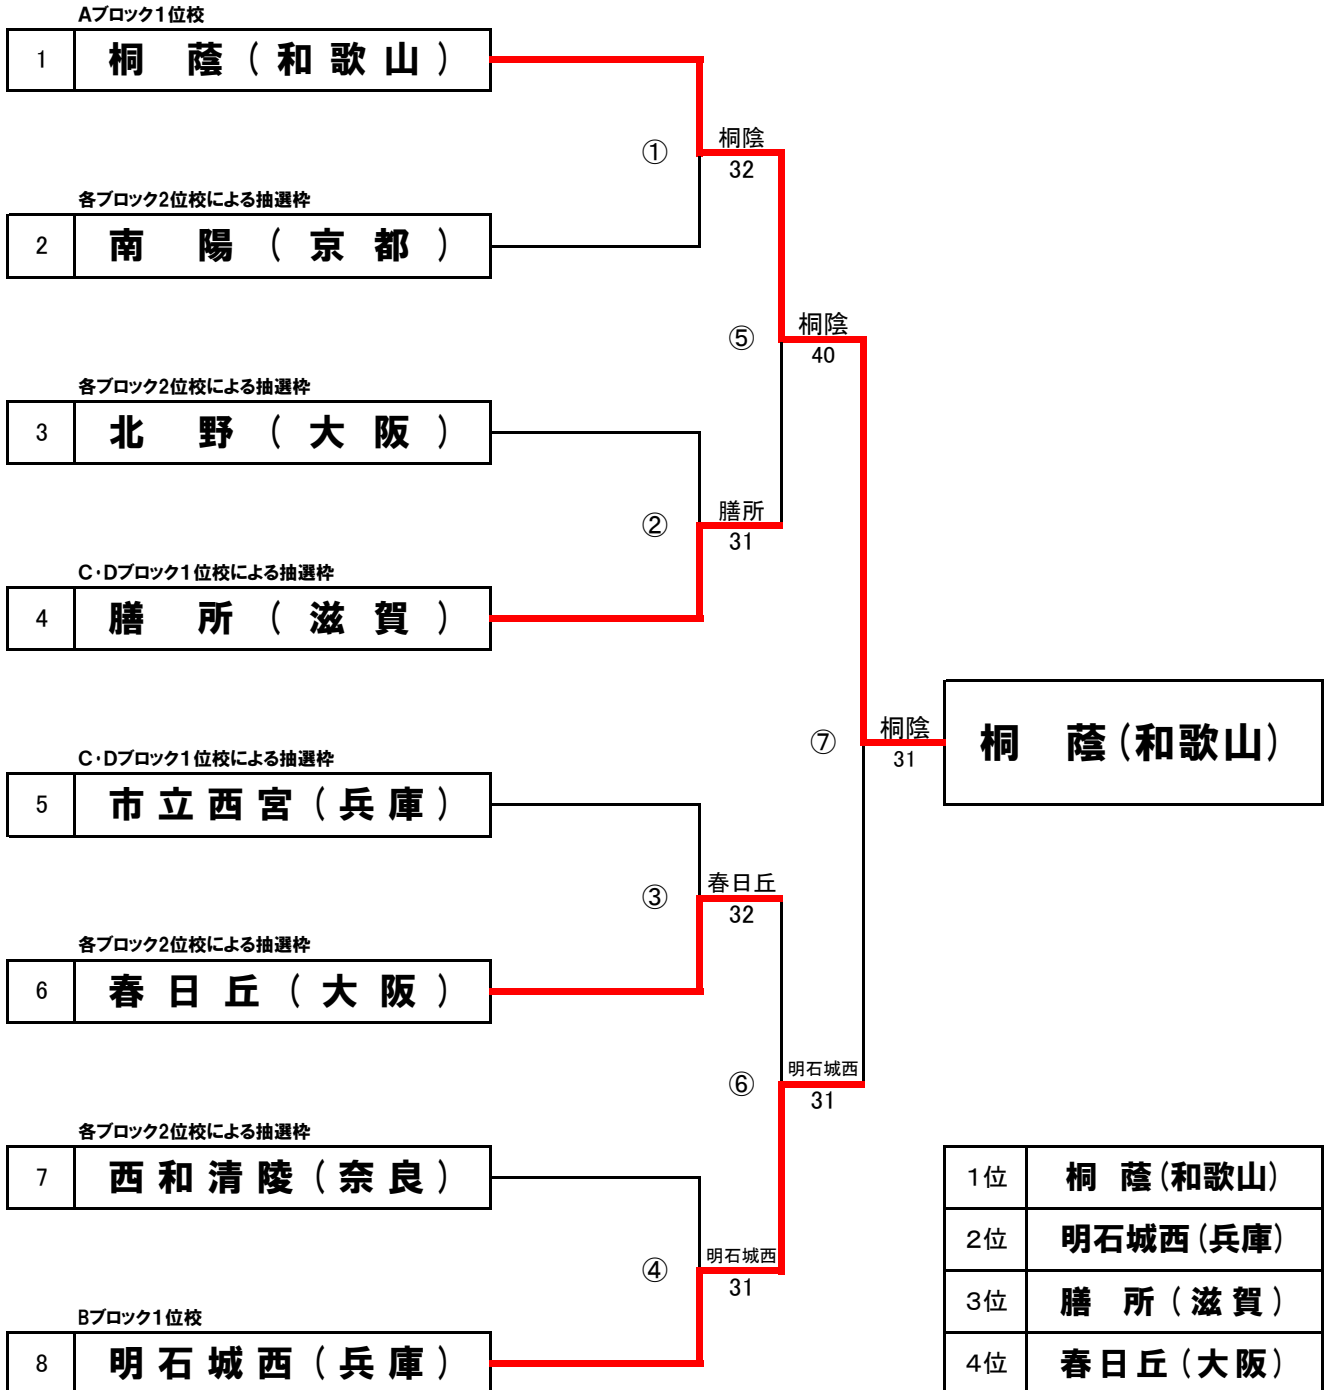 Aブロック1位校
1 桐 蔭(和歌山)
① 桐陰
32
各ブロック2位校による抽選枠
2 南 陽(京都)
⑤ 桐陰
40
各ブロック2位校による抽選枠
3 北 野(大阪)
② 膳所
31
C・Dブロック1位校による抽選枠
4 膳 所(滋賀)
⑦ 桐陰
31
桐 蔭(和歌山)
C・Dブロック1位校による抽選枠
5 市立西宮(兵庫)
③ 春日丘
32
各ブロック2位校による抽選枠
6 春日丘(大阪)
⑥ 明石城西
31
各ブロック2位校による抽選枠
7 西和清陵(奈良)
④ 明石城西
31
Bブロック1位校
8 明石城西(兵庫)
1位 桐 蔭(和歌山)
2位 明石城西(兵庫)
3位 膳 所(滋賀)
4位 春日丘(大阪)